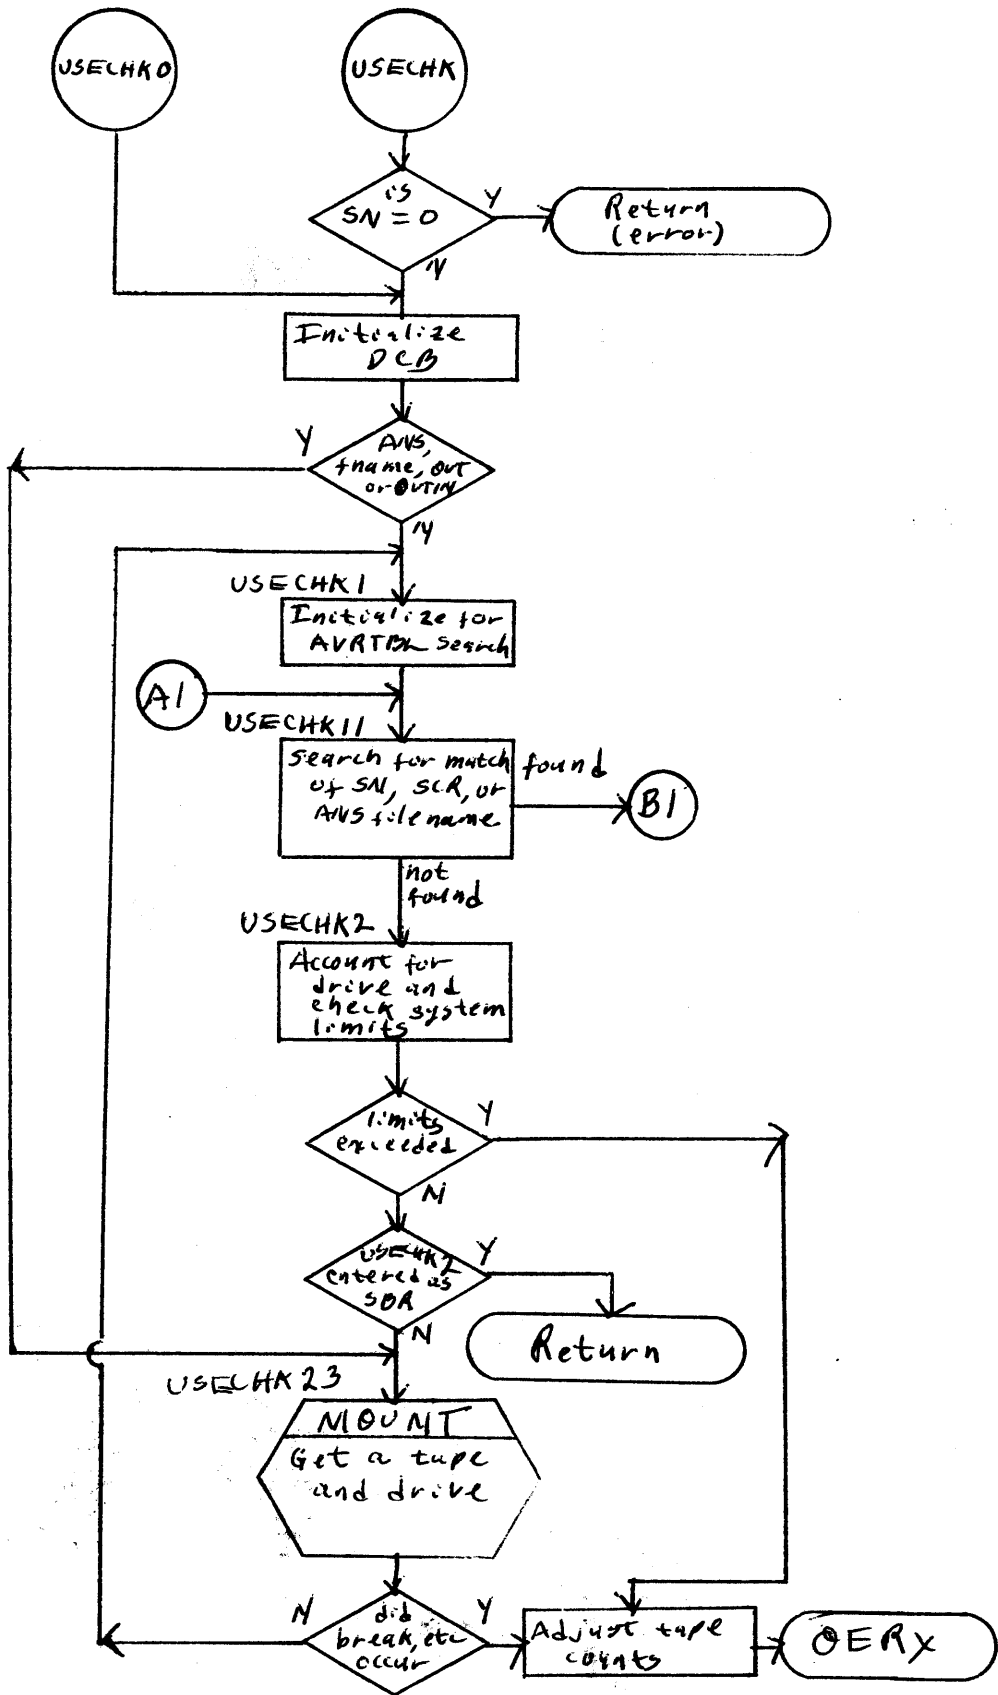 USECHK0
USECHK
is
SN = 0
Y
Return
(error)
N
Initialize
DCB
Y
ANS,
fname, OUT
or OUTIN
N
USECHK1
Initialize for
AVRTBL search
A1
USECHK11
Search for match
of SN, SCR, or
ANS filename
found
B1
not
found
USECHK2
Account for
drive and
check system
limits
limits
exceeded
Y
N
USECHK2
entered as
SBR
Y
N
Return
USECHK23
MOUNT
Get a tape
and drive
N
did
break, etc
occur
Y
Adjust tape
counts
OERX